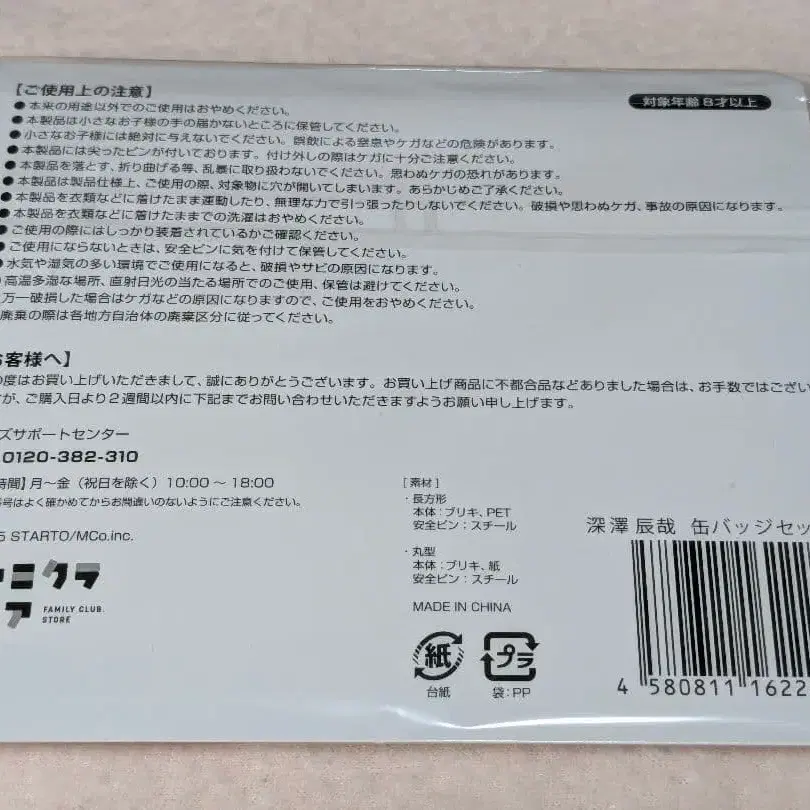 【ご使用上の注意】
対象年齢8才以上
●本来の用途以外でのご使用はおやめください。
●本製品は小さなお子様の手の届かないところに保管してください。
●小さなお子様には絶対に与えないでください。誤飲による窒息やケガなどの危険があります。
●本製品には尖ったピンが付いております。付け外しの際はケガに十分ご注意ください。
●本製品を落とす、折り曲げる等、乱暴に取り扱わないでください。思わぬケガの恐れがあります。
●本製品は製品仕様上、ご使用の際、対象物に穴が開いてしまいます。あらかじめご了承ください。
●本製品を衣類などに着けたまま運動したり、無理な力で引っ張ったりしないでください。破損や思わぬケガ、事故の原因になります。
●本製品を衣類などに着けたままでの洗濯はおやめください。
●ご使用の際にはしっかり装着されているかご確認ください。
●ご使用にならないときは、安全ピンに気を付けて保管してください。
●水気や湿気の多い環境でご使用になると、破損やサビの原因になります。
高温多湿な場所、直射日光の当たる場所でのご使用、保管は避けてください。
万一破損した場合はケガなどの原因になりますので、ご使用をおやめください。
廃棄の際は各地方自治体の廃棄区分に従ってください。
客様へ】
度はお買い上げいただきまして、誠にありがとうございます。お買い上げ商品に不都合品などありました場合は、お手数ではござい
が、ご購入日より2週間以内に下記までお問い合わせいただきますようお願い申し上げます。
ズサポートセンター
0120-382-310
時間】月～金（祝日を除く）10:00～18:00
号はよく確かめてからお間違いのないようにご注意ください。
5 STARTO/MCo.inc.
ミクラ
ア
FAMILY CLUB
STORE
[素材]
・長方形
本体：ブリキ、PET
安全ピン：スチール
・丸型
本体：ブリキ、紙
安全ピン：スチール
MADE IN CHINA
紙
台紙
プラ
袋：PP
深澤辰哉 缶バッジセッ
4 580811 1622